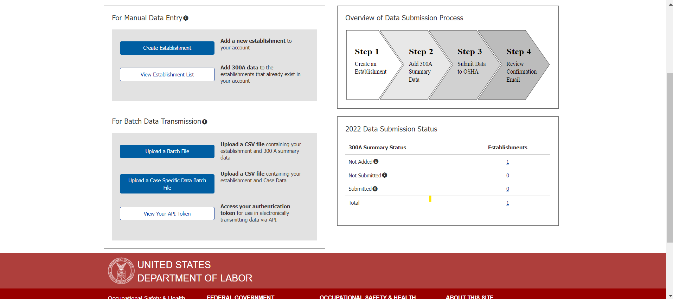 For Manual Data Entry
Create Establishment
Add a new establishment to
your account
View Establishment List
Add 300A data to the
establishments that already exist in
your account
For Batch Data Transmission
Upload a Batch File
Upload a CSV file containing your
establishment and 300 A summary
data
Upload a Case Specific Data Batch
File
Upload a CSV file containing your
establishment and Case Data
View Your API Token
Access your authentication
token for use in electronically
transmitting data via API.
Overview of Data Submission Process
Step 1
Create an
Establishment
Step 2
Add 300A
Summary
Data
Step 3
Submit Data
to OSHA
Step 4
Review
Confirmation
Email
2022 Data Submission Status
300A Summary Status Establishments
Not Added 1
Not Submitted 0
Submitted 0
Total 1
UNITED STATES
DEPARTMENT OF LABOR
Occupational Safety & Health FEDERAL GOVERNMENT OCCUPATIONAL SAFETY & HEALTH ABOUT THIS SITE